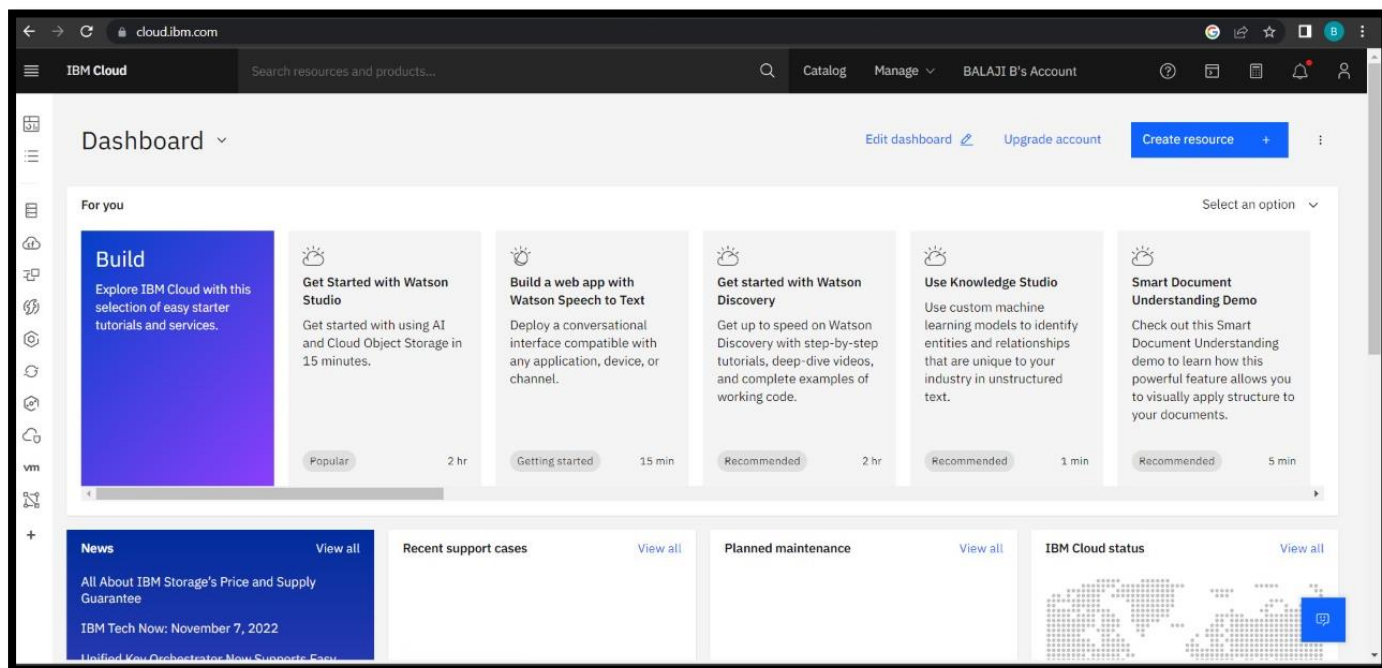 cloud.ibm.com
B
IBM Cloud
Search resources and products...
Catalog
Manage
BALAJI B's Account
Dashboard
Edit dashboard
Upgrade account
Create resource +
For you
Select an option
Build
Explore IBM Cloud with this
selection of easy starter
tutorials and services.
Get Started with Watson
Studio
Get started with using AI
and Cloud Object Storage in
15 minutes.
Popular
2 hr
Build a web app with
Watson Speech to Text
Deploy a conversational
interface compatible with
any application, device, or
channel.
Getting started
15 min
Get started with Watson
Discovery
Get up to speed on Watson
Discovery with step-by-step
tutorials, deep-dive videos,
and complete examples of
working code.
Recommended
2 hr
Use Knowledge Studio
Use custom machine
learning models to identify
entities and relationships
that are unique to your
industry in unstructured
text.
Recommended
1 min
Smart Document
Understanding Demo
Check out this Smart
Document Understanding
demo to learn how this
powerful feature allows you
to visually apply structure to
your documents.
Recommended
5 min
vm
News
View all
All About IBM Storage's Price and Supply
Guarantee
IBM Tech Now: November 7, 2022
Unified Key Orchestrator Now Supports Easy
Recent support cases
View all
Planned maintenance
View all
IBM Cloud status
View all